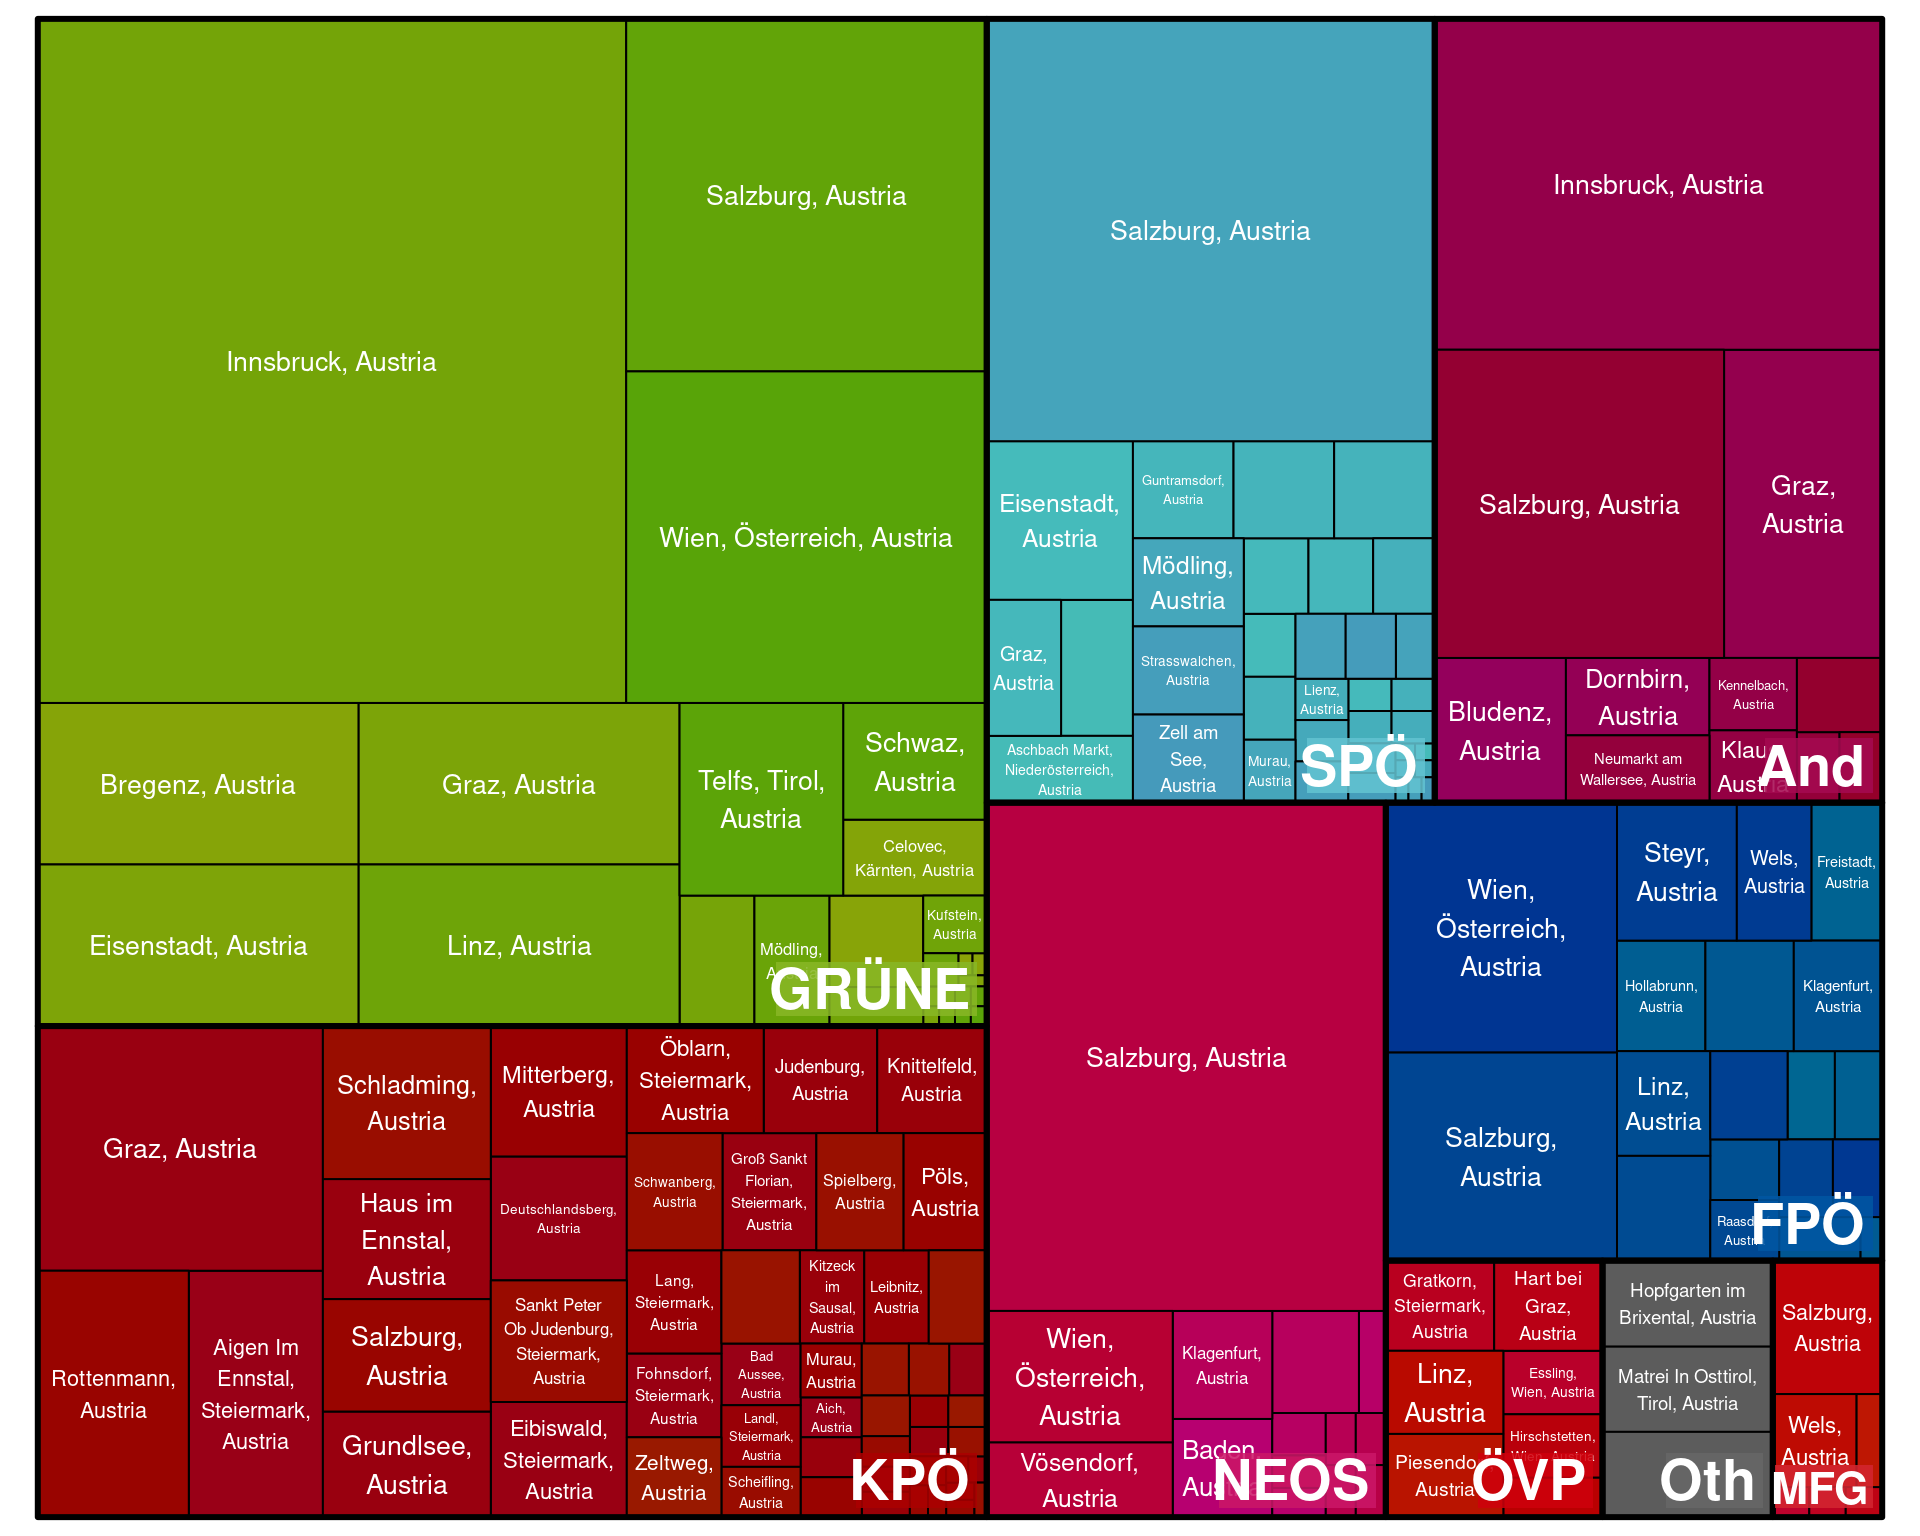 Innsbruck, Austria
Salzburg, Austria
Wien, Österreich, Austria
Bregenz, Austria
Graz, Austria
Eisenstadt, Austria
Linz, Austria
Telfs, Tirol,
Austria
Schwaz,
Austria
Celovec,
Kärnten, Austria
Mödling,
Kufstein,
Austria
GRÜNE
Salzburg, Austria
Eisenstadt,
Austria
Graz,
Austria
Aschbach Markt,
Niederösterreich,
Austria
Guntramsdorf,
Austria
Mödling,
Austria
Strasswalchen,
Austria
Zell am
See,
Austria
Lienz,
Austria
Murau,
Austria
SPÖ
Innsbruck, Austria
Salzburg, Austria
Graz,
Austria
Bludenz,
Austria
Dornbirn,
Austria
Neumarkt am
Wallersee, Austria
Kennelbach,
Austria
Klau
Aust
And
Graz, Austria
Rottenmann,
Austria
Aigen Im
Ennstal,
Steiermark,
Austria
Schladming,
Austria
Haus im
Ennstal,
Austria
Salzburg,
Austria
Grundlsee,
Austria
Mitterberg,
Austria
Deutschlandsberg,
Austria
Sankt Peter
Ob Judenburg,
Steiermark,
Austria
Eibiswald,
Steiermark,
Austria
Öblarn,
Steiermark,
Austria
Judenburg,
Austria
Knittelfeld,
Austria
Schwanberg,
Austria
Groß Sankt
Florian,
Steiermark,
Austria
Spielberg,
Austria
Pöls,
Austria
Lang,
Steiermark,
Austria
Fohnsdorf,
Steiermark,
Austria
Zeltweg,
Austria
Bad
Aussee,
Austria
Landl,
Steiermark,
Austria
Scheifling,
Austria
Kitzeck
im
Sausal,
Austria
Leibnitz,
Austria
Murau,
Austria
Aich,
Austria
KPÖ
Salzburg, Austria
Wien,
Österreich,
Austria
Vösendorf,
Austria
Klagenfurt,
Austria
Baden,
Aus
NEOS
Wien,
Österreich,
Austria
Salzburg,
Austria
Steyr,
Austria
Wels,
Austria
Freistadt,
Austria
Hollabrunn,
Austria
Klagenfurt,
Austria
Linz,
Austria
Raasd
Austr
FPÖ
Gratkorn,
Steiermark,
Austria
Hart bei
Graz,
Austria
Linz,
Austria
Essling,
Wien, Austria
Hirschstetten,
Wien, Austria
Piesendo
Austria
ÖVP
Hopfgarten im
Brixental, Austria
Matrei In Osttirol,
Tirol, Austria
Oth
Salzburg,
Austria
Wels,
Austria
MFG